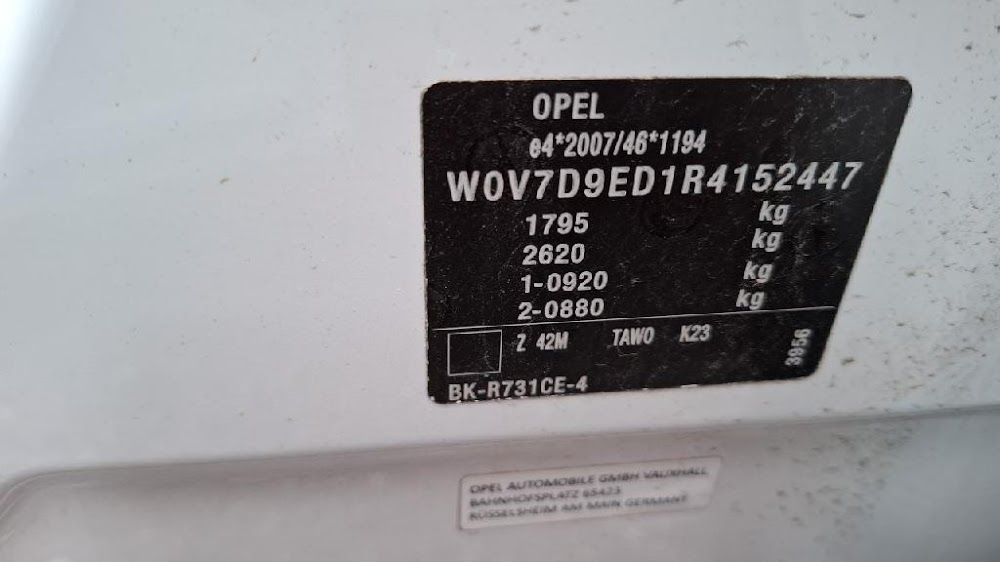 OPEL
e4*2007/46*1194
W0V7D9ED1R4152447
1795 kg
2620 kg
1-0920 kg
2-0880 kg
Z 42M TAWO K23
3956
BK-R731CE-4
OPEL AUTOMOBILE GMBH VAUXHALL
BAHNHOFSPLATZ 65423
RÜSSELSHEIM AM MAIN GERMANY